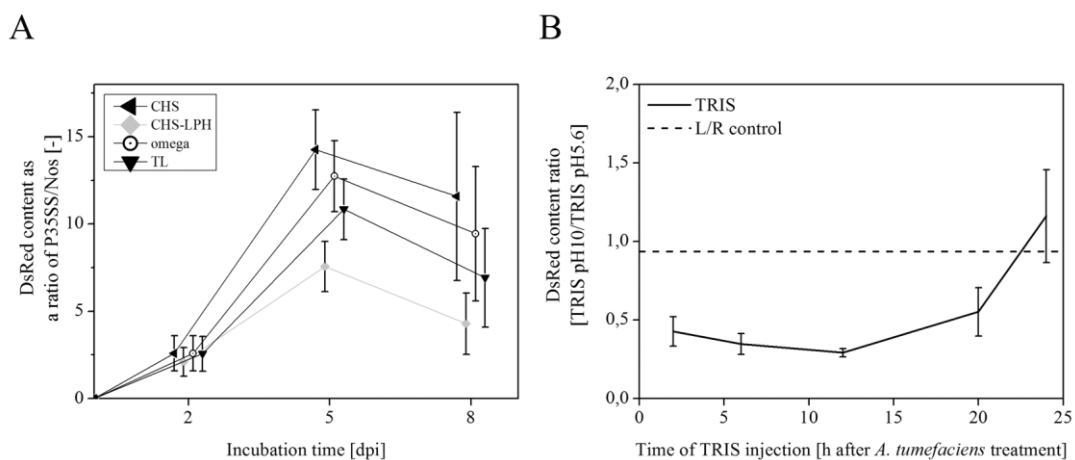 A
DsRed content as
a ratio of P35SS/Nos [-]
15
10
5
0
CHS
CHS-LPH
omega
TL
2
5
8
Incubation time [dpi]
B
DsRed content ratio
[TRIS pH10/TRIS pH5.6]
2,0
1,5
1,0
0,5
0,0
TRIS
L/R control
0
5
10
15
20
25
Time of TRIS injection [h after A. tumefaciens treatment]